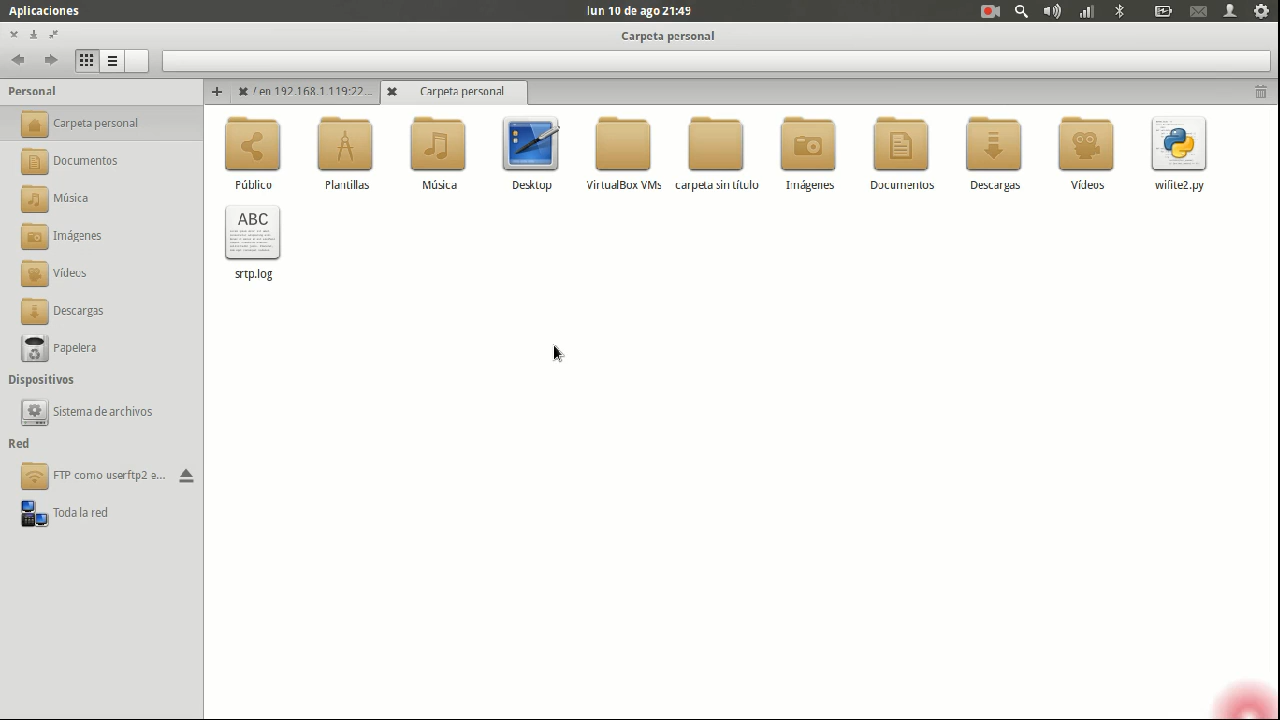 Aplicaciones
lun 10 de ago 21:49
Carpeta personal
Personal
/ en 192.168.1.119:22...
Carpeta personal
Carpeta personal
Documentos
Música
Imágenes
Vídeos
Descargas
Papelera
Dispositivos
Sistema de archivos
Red
FTP como userftp2 e...
Toda la red
Público
Plantillas
Música
Desktop
VirtualBox VMs
carpeta sin título
Imágenes
Documentos
Descargas
Vídeos
wifite2.py
ABC
srtp.log